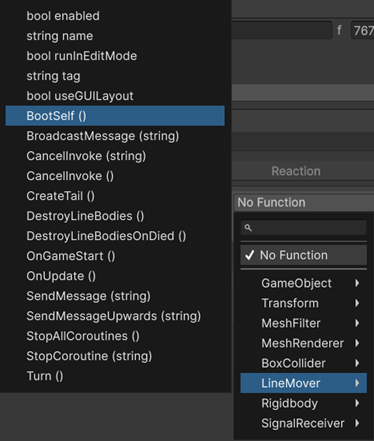 bool enabled
string name
bool runInEditMode
string tag
bool useGUILayout
BootSelf ()
BroadcastMessage (string)
CancelInvoke (string)
CancelInvoke ()
CreateTail ()
DestroyLineBodies ()
DestroyLineBodiesOnDied ()
OnGameStart ()
OnUpdate ()
SendMessage (string)
SendMessageUpwards (string)
StopAllCoroutines ()
StopCoroutine (string)
Turn ()
f 767
Reaction
No Function
No Function
GameObject
Transform
MeshFilter
MeshRenderer
BoxCollider
LineMover
Rigidbody
SignalReceiver